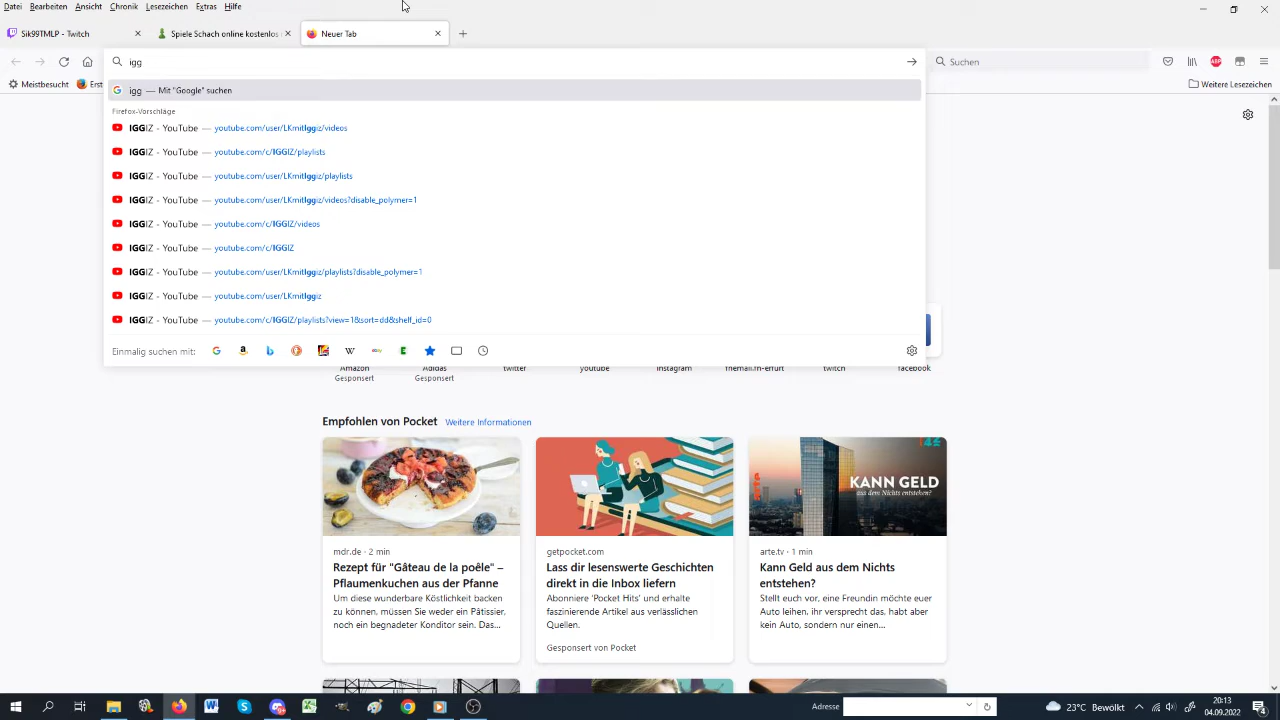 Datei Bearbeiten Ansicht Chronik Lesezeichen Extras Hilfe
Sik99TMLP - Twitch
Spiele Schach online kostenlos
Neuer Tab
igg
Suchen
Meistbesucht
Erst
Weitere Lesezeichen
igg — Mit "Google" suchen
Firefox-Vorschläge
IGGIZ - YouTube — youtube.com/user/LKmitIggiz/videos
IGGIZ - YouTube — youtube.com/c/IGGIZ/playlists
IGGIZ - YouTube — youtube.com/user/LKmitIggiz/playlists
IGGIZ - YouTube — youtube.com/user/LKmitIggiz/videos?disable_polymer=1
IGGIZ - YouTube — youtube.com/c/IGGIZ/videos
IGGIZ - YouTube — youtube.com/c/IGGIZ
IGGIZ - YouTube — youtube.com/user/LKmitIggiz/playlists?disable_polymer=1
IGGIZ - YouTube — youtube.com/user/LKmitIggiz
IGGIZ - YouTube — youtube.com/c/IGGIZ/playlists?view=1&sort=dd&shelf_id=0
Einmalig suchen mit:
Amazon Adidas twitter youtube instagram fhemail.fh-erfurt twitch facebook
Gesponsert Gesponsert
Empfohlen von Pocket Weitere Informationen
KANN GELD
aus dem Nichts entstehen?
arte
mdr.de · 2 min
Rezept für "Gâteau de la poêle" –
Pflaumenkuchen aus der Pfanne
Um diese wunderbare Köstlichkeit backen
zu können, müssen Sie weder ein Pâtissier,
noch ein begnadeter Konditor sein. Das...
getpocket.com
Lass dir lesenswerte Geschichten
direkt in die Inbox liefern
Abonniere 'Pocket Hits' und erhalte
faszinierende Artikel aus verlässlichen
Quellen.
Gesponsert von Pocket
arte.tv · 1 min
Kann Geld aus dem Nichts
entstehen?
Stellt euch vor, eine Freundin möchte euer
Auto leihen, ihr versprecht das, habt aber
kein Auto, sondern nur einen...
Adresse
23°C Bewölkt
20:13
04.09.2022